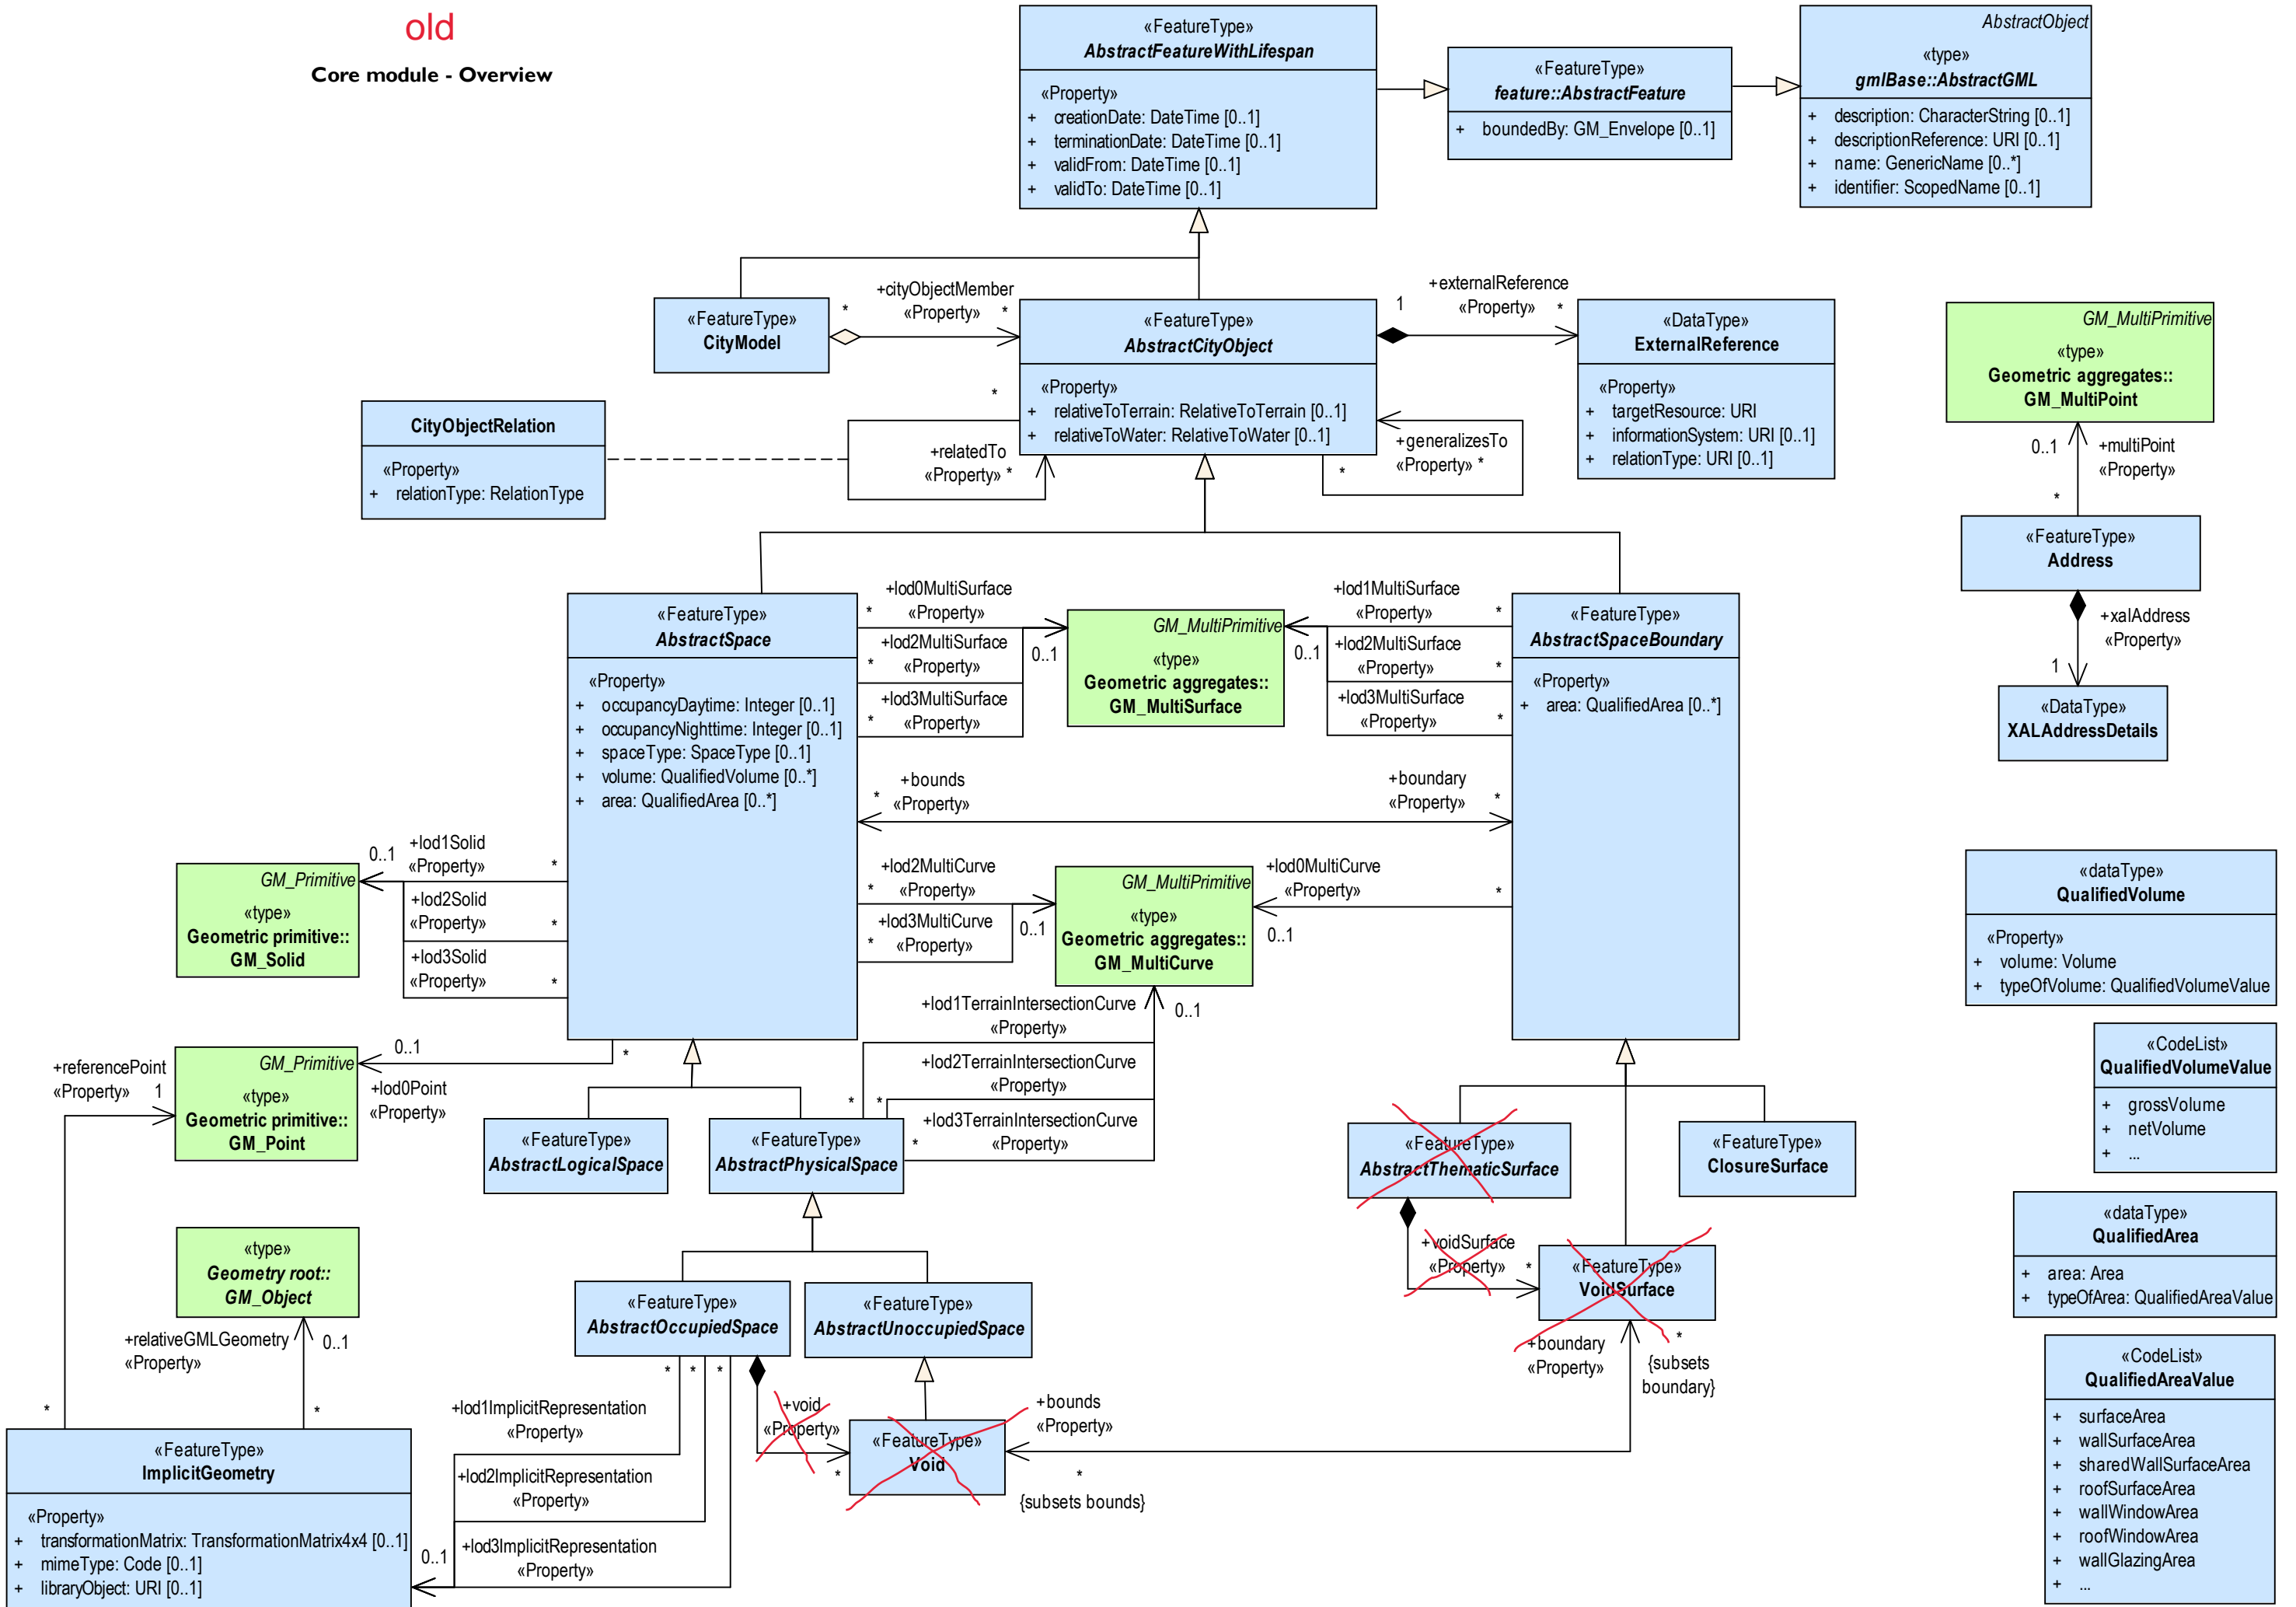 old
Core module - Overview
«FeatureType»
AbstractFeatureWithLifespan
«Property»
+ creationDate: DateTime [0..1]
+ terminationDate: DateTime [0..1]
+ validFrom: DateTime [0..1]
+ validTo: DateTime [0..1]
«FeatureType»
feature::AbstractFeature
+ boundedBy: GM_Envelope [0..1]
AbstractObject
«type»
gmlBase::AbstractGML
+ description: CharacterString [0..1]
+ descriptionReference: URI [0..1]
+ name: GenericName [0..*]
+ identifier: ScopedName [0..1]
«FeatureType»
CityModel
*
+cityObjectMember
«Property»
*
«FeatureType»
AbstractCityObject
«Property»
+ relativeToTerrain: RelativeToTerrain [0..1]
+ relativeToWater: RelativeToWater [0..1]
1
+externalReference
«Property»
*
«DataType»
ExternalReference
«Property»
+ targetResource: URI
+ informationSystem: URI [0..1]
+ relationType: URI [0..1]
CityObjectRelation
«Property»
+ relationType: RelationType
*
+relatedTo
«Property» *
+generalizesTo
«Property» *
*
GM_MultiPrimitive
«type»
Geometric aggregates::
GM_MultiPoint
0..1
+multiPoint
«Property»
*
«FeatureType»
Address
+xalAddress
«Property»
1
«DataType»
XALAddressDetails
«FeatureType»
AbstractSpace
«Property»
+ occupancyDaytime: Integer [0..1]
+ occupancyNighttime: Integer [0..1]
+ spaceType: SpaceType [0..1]
+ volume: QualifiedVolume [0..*]
+ area: QualifiedArea [0..*]
+lod0MultiSurface
* «Property»
+lod2MultiSurface
* «Property»
0..1
+lod3MultiSurface
* «Property»
GM_MultiPrimitive
«type»
Geometric aggregates::
GM_MultiSurface
+lod1MultiSurface
«Property» *
+lod2MultiSurface
0..1
«Property» *
+lod3MultiSurface
«Property» *
«FeatureType»
AbstractSpaceBoundary
«Property»
+ area: QualifiedArea [0..*]
+bounds
* «Property»
+boundary
«Property» *
+lod1Solid
0..1
«Property» *
+lod2Solid
«Property» *
+lod3Solid
«Property» *
GM_Primitive
«type»
Geometric primitive::
GM_Solid
+lod2MultiCurve
* «Property»
+lod3MultiCurve
* «Property»
0..1
GM_MultiPrimitive
«type»
Geometric aggregates::
GM_MultiCurve
+lod0MultiCurve
«Property» *
0..1
+lod1TerrainIntersectionCurve
«Property»
0..1
+lod2TerrainIntersectionCurve
«Property»
* *
+lod3TerrainIntersectionCurve
* «Property»
+referencePoint
«Property» 1
GM_Primitive
«type»
Geometric primitive::
GM_Point
0..1
*
+lod0Point
«Property»
«FeatureType»
AbstractLogicalSpace
«FeatureType»
AbstractPhysicalSpace
«FeatureType»
AbstractThematicSurface
«FeatureType»
ClosureSurface
+voidSurface
«Property» *
«FeatureType»
VoidSurface
+boundary
«Property»
*
{subsets
boundary}
«type»
Geometry root::
GM_Object
+relativeGMLGeometry
«Property»
0..1
* *
«FeatureType»
AbstractOccupiedSpace
«FeatureType»
AbstractUnoccupiedSpace
* * *
+void
«Property»
*
«FeatureType»
Void
+bounds
«Property»
*
{subsets bounds}
+lod1ImplicitRepresentation
«Property»
+lod2ImplicitRepresentation
«Property»
+lod3ImplicitRepresentation
«Property»
0..1
«FeatureType»
ImplicitGeometry
«Property»
+ transformationMatrix: TransformationMatrix4x4 [0..1]
+ mimeType: Code [0..1]
+ libraryObject: URI [0..1]
«dataType»
QualifiedVolume
«Property»
+ volume: Volume
+ typeOfVolume: QualifiedVolumeValue
«CodeList»
QualifiedVolumeValue
+ grossVolume
+ netVolume
+ ...
«dataType»
QualifiedArea
+ area: Area
+ typeOfArea: QualifiedAreaValue
«CodeList»
QualifiedAreaValue
+ surfaceArea
+ wallSurfaceArea
+ sharedWallSurfaceArea
+ roofSurfaceArea
+ wallWindowArea
+ roofWindowArea
+ wallGlazingArea
+ ...